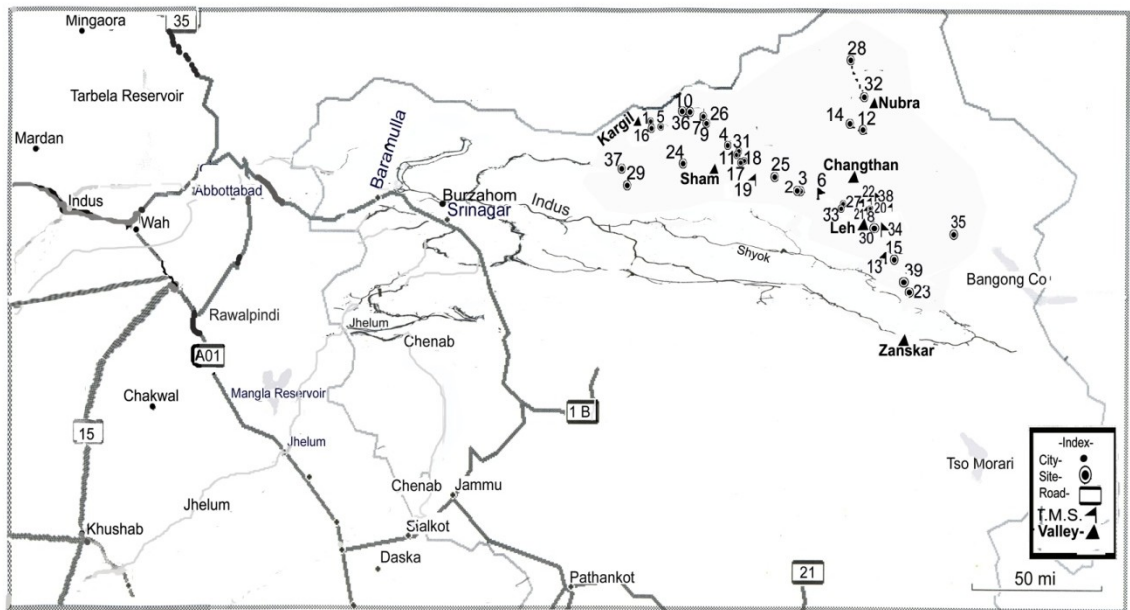 Mingaora
35
Tarbela Reservoir
Mardan
Indus
Abbottabad
Wah
Rawalpindi
A01
Chakwal
15
Mangla Reservoir
Jhelum
Jhelum
Khushab
Baramulla
Burzahom
Srinagar
Indus
Shyok
Jhelum
Chenab
1 B
Chenab
Jammu
Sialkot
Daska
Pathankot
21
Kargil
1
5
16
10
36
26
7
9
4
31
11
18
17
19
24
Sham
37
29
25
2
3
6
28
32
Nubra
14
12
Changthan
22
38
27
20
33
8
Leh
30
34
15
13
39
23
35
Zanskar
Bangong Co
Tso Morari
-Index-
City-
Site-
Road-
T.M.S.
Valley-
50 mi